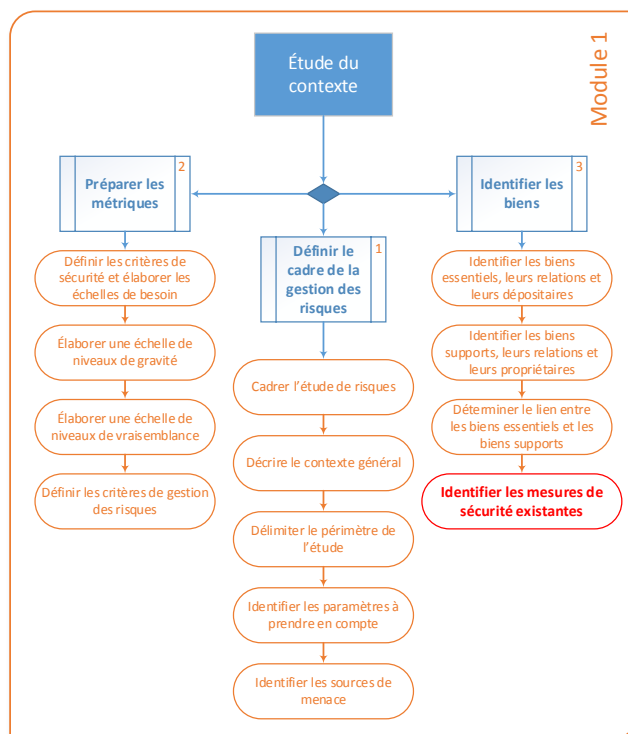 Module 1
Étude du
contexte
2
Préparer les
métriques
Définir les critères de
sécurité et élaborer les
échelles de besoin
Élaborer une échelle de
niveaux de gravité
Élaborer une échelle de
niveaux de vraisemblance
Définir les critères de gestion
des risques
1
Définir le
cadre de la
gestion des
risques
Cadrer l'étude de risques
Décrire le contexte général
Délimiter le périmètre de
l'étude
Identifier les paramètres à
prendre en compte
Identifier les sources de
menace
3
Identifier les
biens
Identifier les biens
essentiels, leurs relations et
leurs dépositaires
Identifier les biens
supports, leurs relations et
leurs propriétaires
Déterminer le lien entre
les biens essentiels et les
biens supports
Identifier les mesures de
sécurité existantes